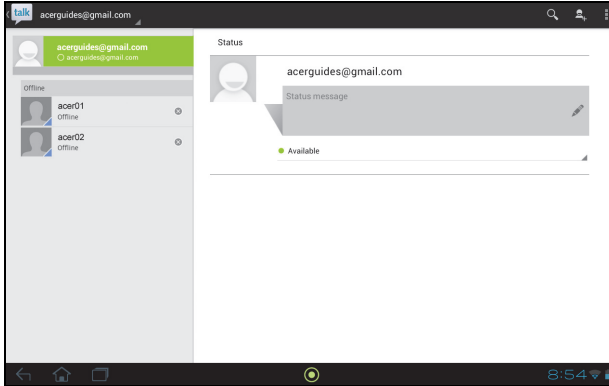 talk acerguides@gmail.com
acerguides@gmail.com
acerguides@gmail.com
Offline
acer01
Offline
acer02
Offline
Status
acerguides@gmail.com
Status message
Available
8:54